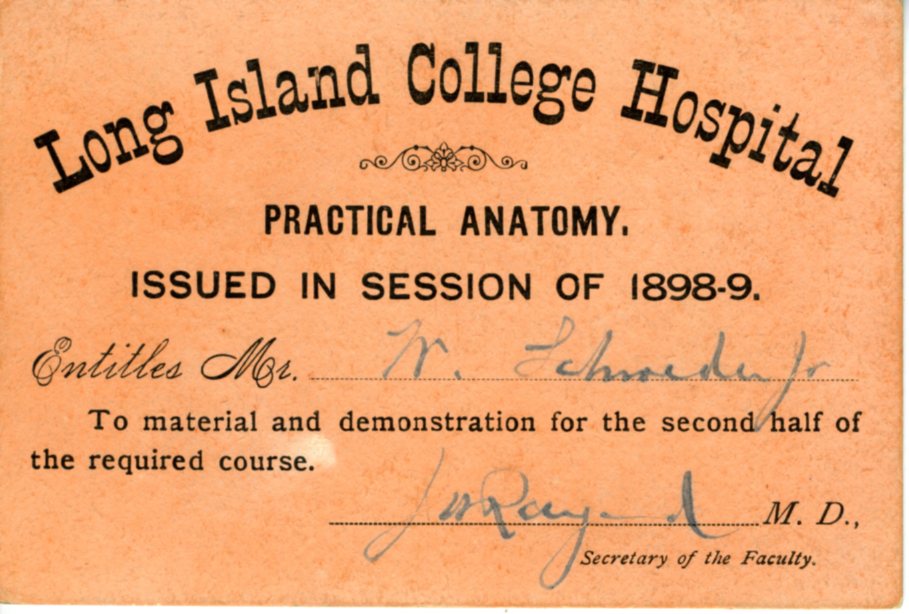 Long Island College Hospital
PRACTICAL ANATOMY.
ISSUED IN SESSION OF 1898-9.
Entitles Mr. W. Schroeder Jr
To material and demonstration for the second half of
the required course.
Raymond M. D.,
Secretary of the Faculty.